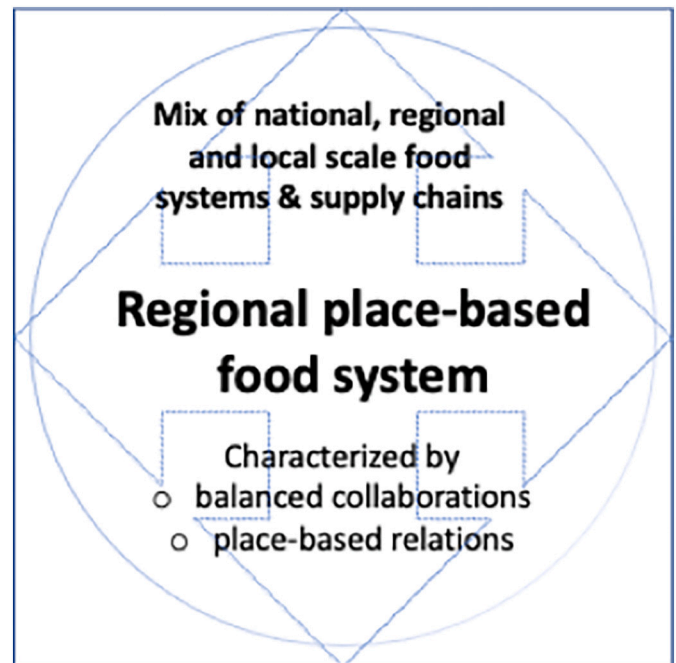 Mix of national, regional
and local scale food
systems & supply chains
Regional place-based
food system
Characterized by
o balanced collaborations
o place-based relations